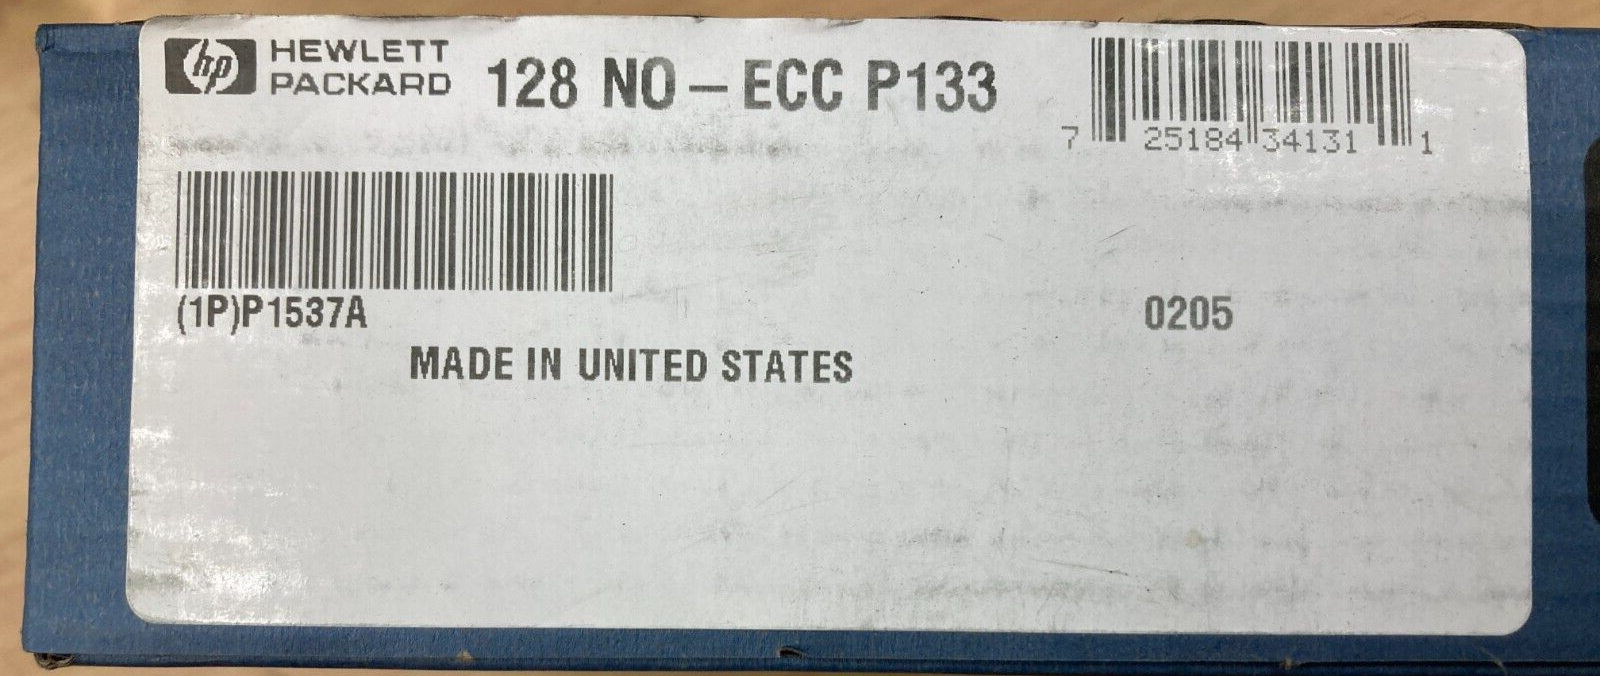 hp HEWLETT
PACKARD
128 NO-ECC P133
7 25184 34131 1
(1P)P1537A
0205
MADE IN UNITED STATES